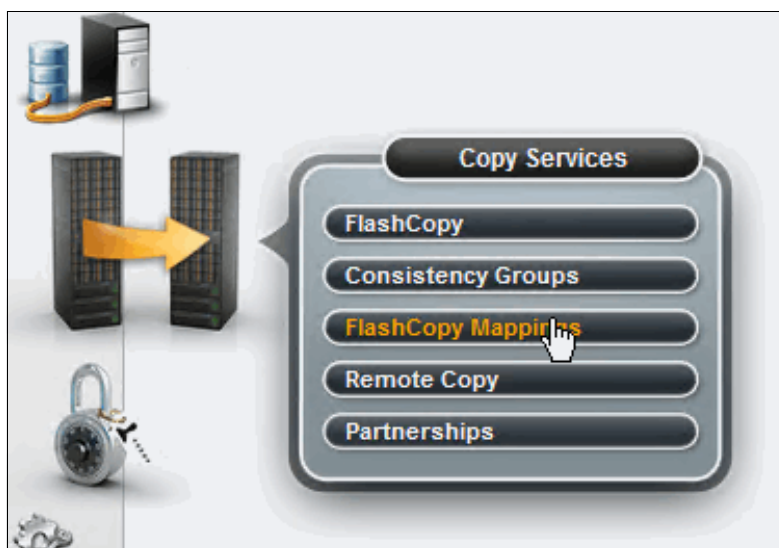 Copy Services
FlashCopy
Consistency Groups
FlashCopy Mappings
Remote Copy
Partnerships